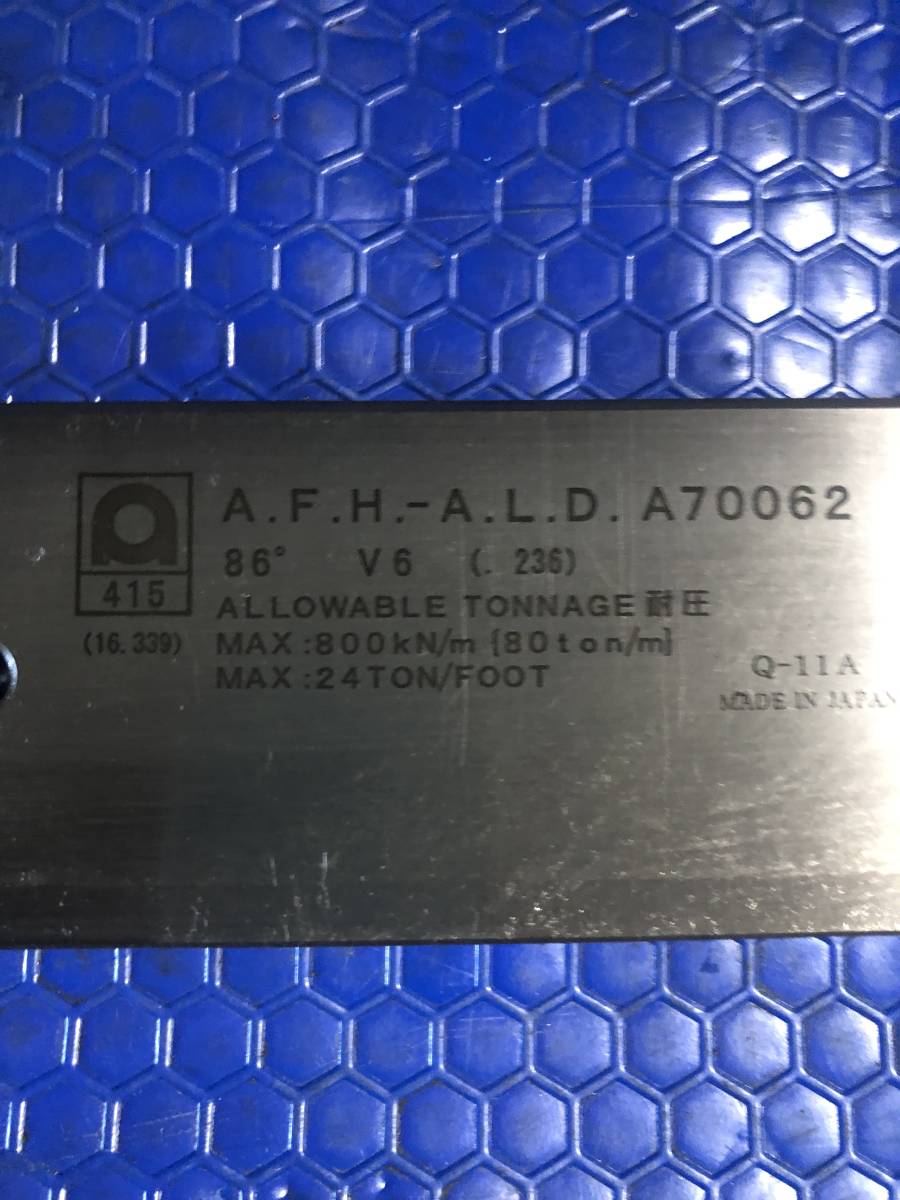 A.F.H.-A.L.D. A70062
86° V6 (.236)
415
ALLOWABLE TONNAGE 耐圧
(16.339)
MAX:800kN/m {80ton/m}
MAX:24TON/FOOT
Q-11A
MADE IN JAPAN